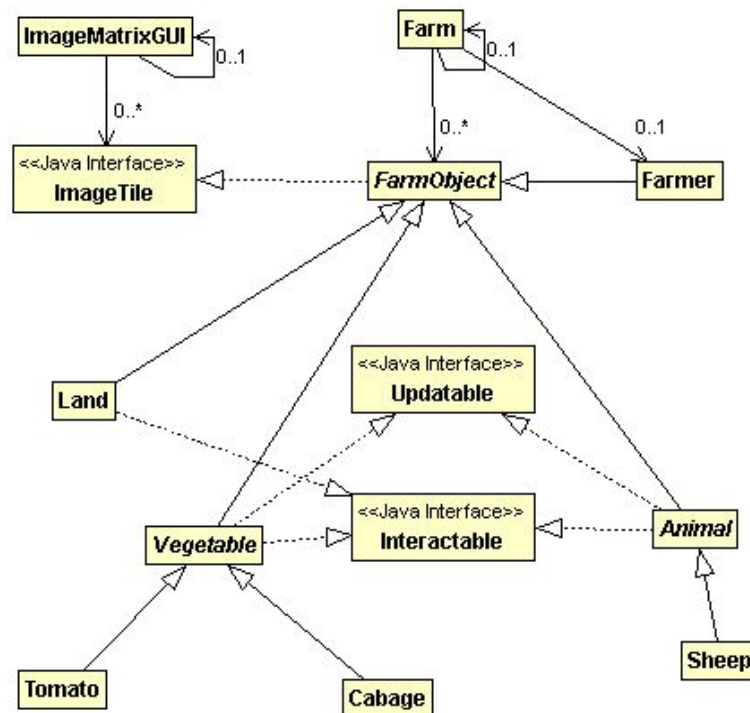 ImageMatrixGUI
0..1
0..*
Farm
0..1
0..*
0..1
<<Java Interface>>
ImageTile
FarmObject
Farmer
<<Java Interface>>
Updatable
Land
<<Java Interface>>
Interactable
Vegetable
Animal
Tomato
Cabage
Sheep